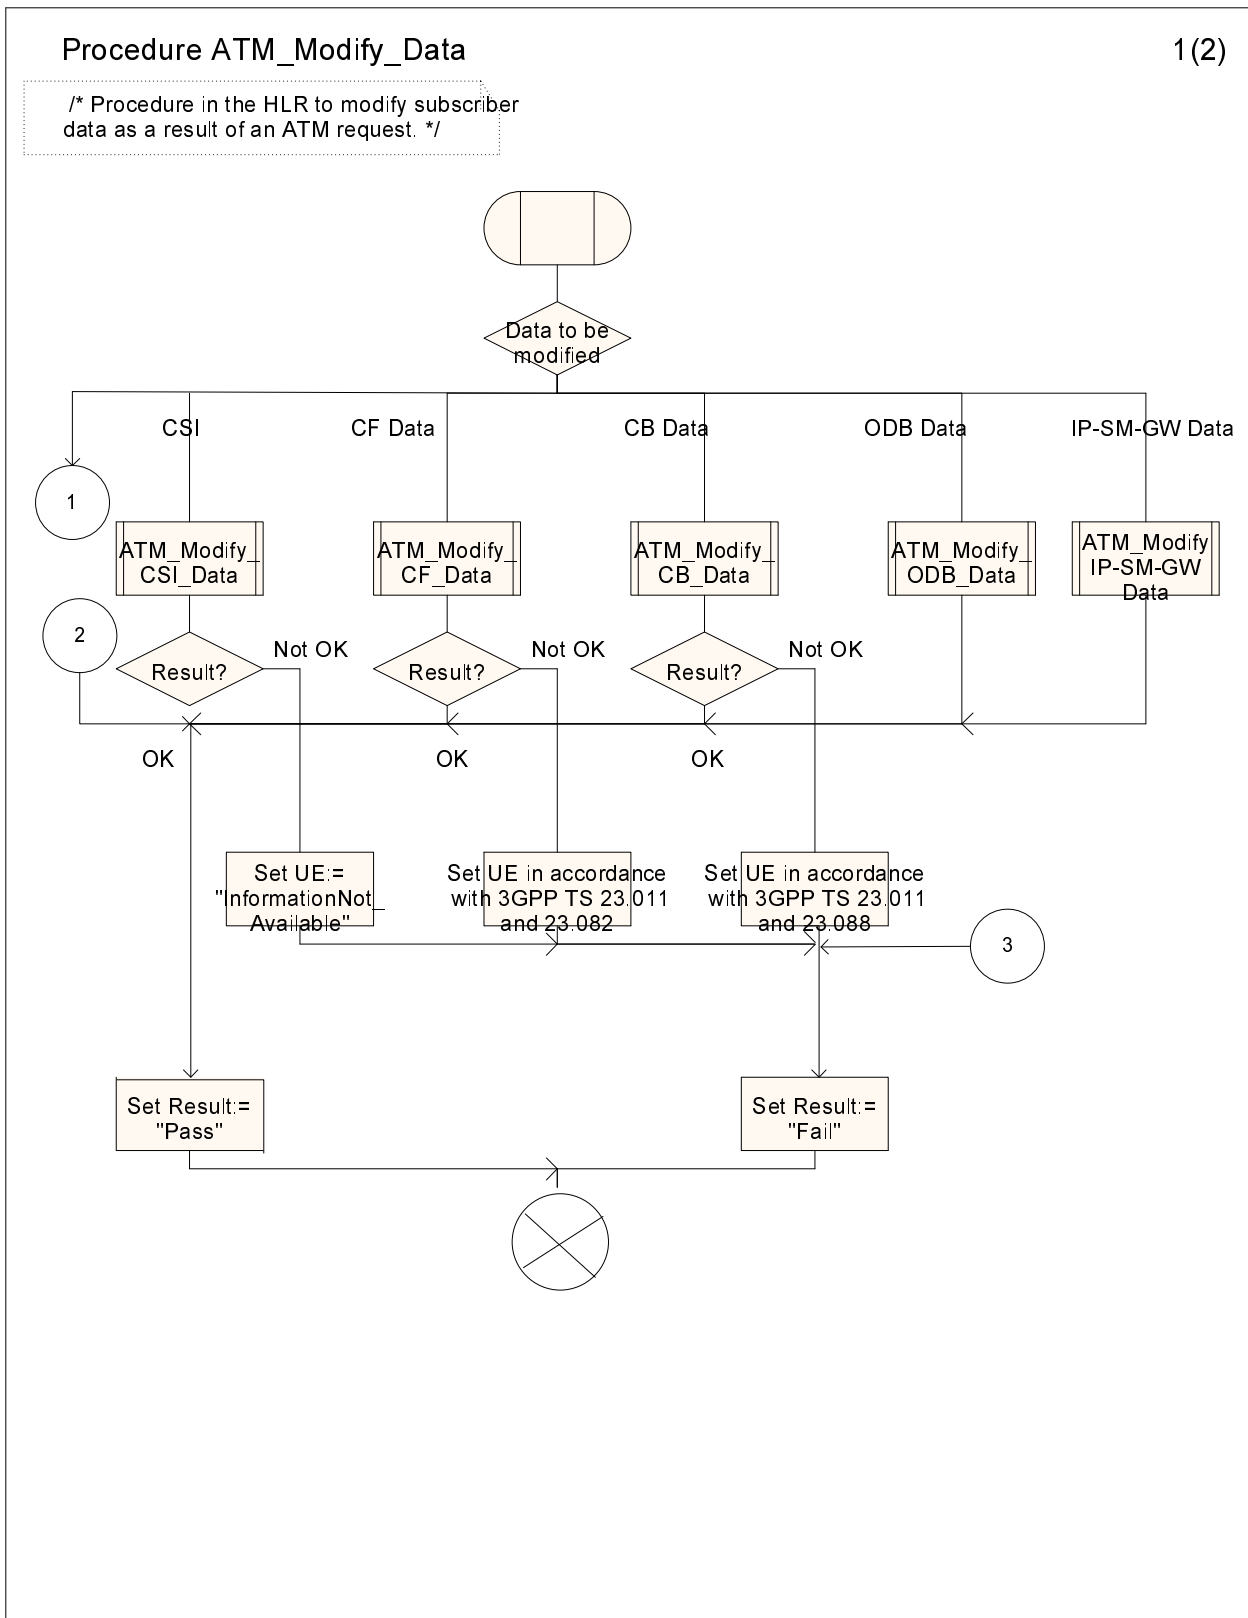 Procedure ATM_Modify_Data
1(2)
/* Procedure in the HLR to modify subscriber
data as a result of an ATM request. */
Data to be
modified
CSI
CF Data
CB Data
ODB Data
IP-SM-GW Data
1
ATM_Modify_
CSI_Data
ATM_Modify_
CF_Data
ATM_Modify_
CB_Data
ATM_Modify_
ODB_Data
ATM_Modify
IP-SM-GW
Data
2
Result?
Not OK
Result?
Not OK
Result?
Not OK
OK
OK
OK
Set UE:=
"InformationNot_
Available"
Set UE in accordance
with 3GPP TS 23.011
and 23.082
Set UE in accordance
with 3GPP TS 23.011
and 23.088
3
Set Result:=
"Pass"
Set Result:=
"Fail"